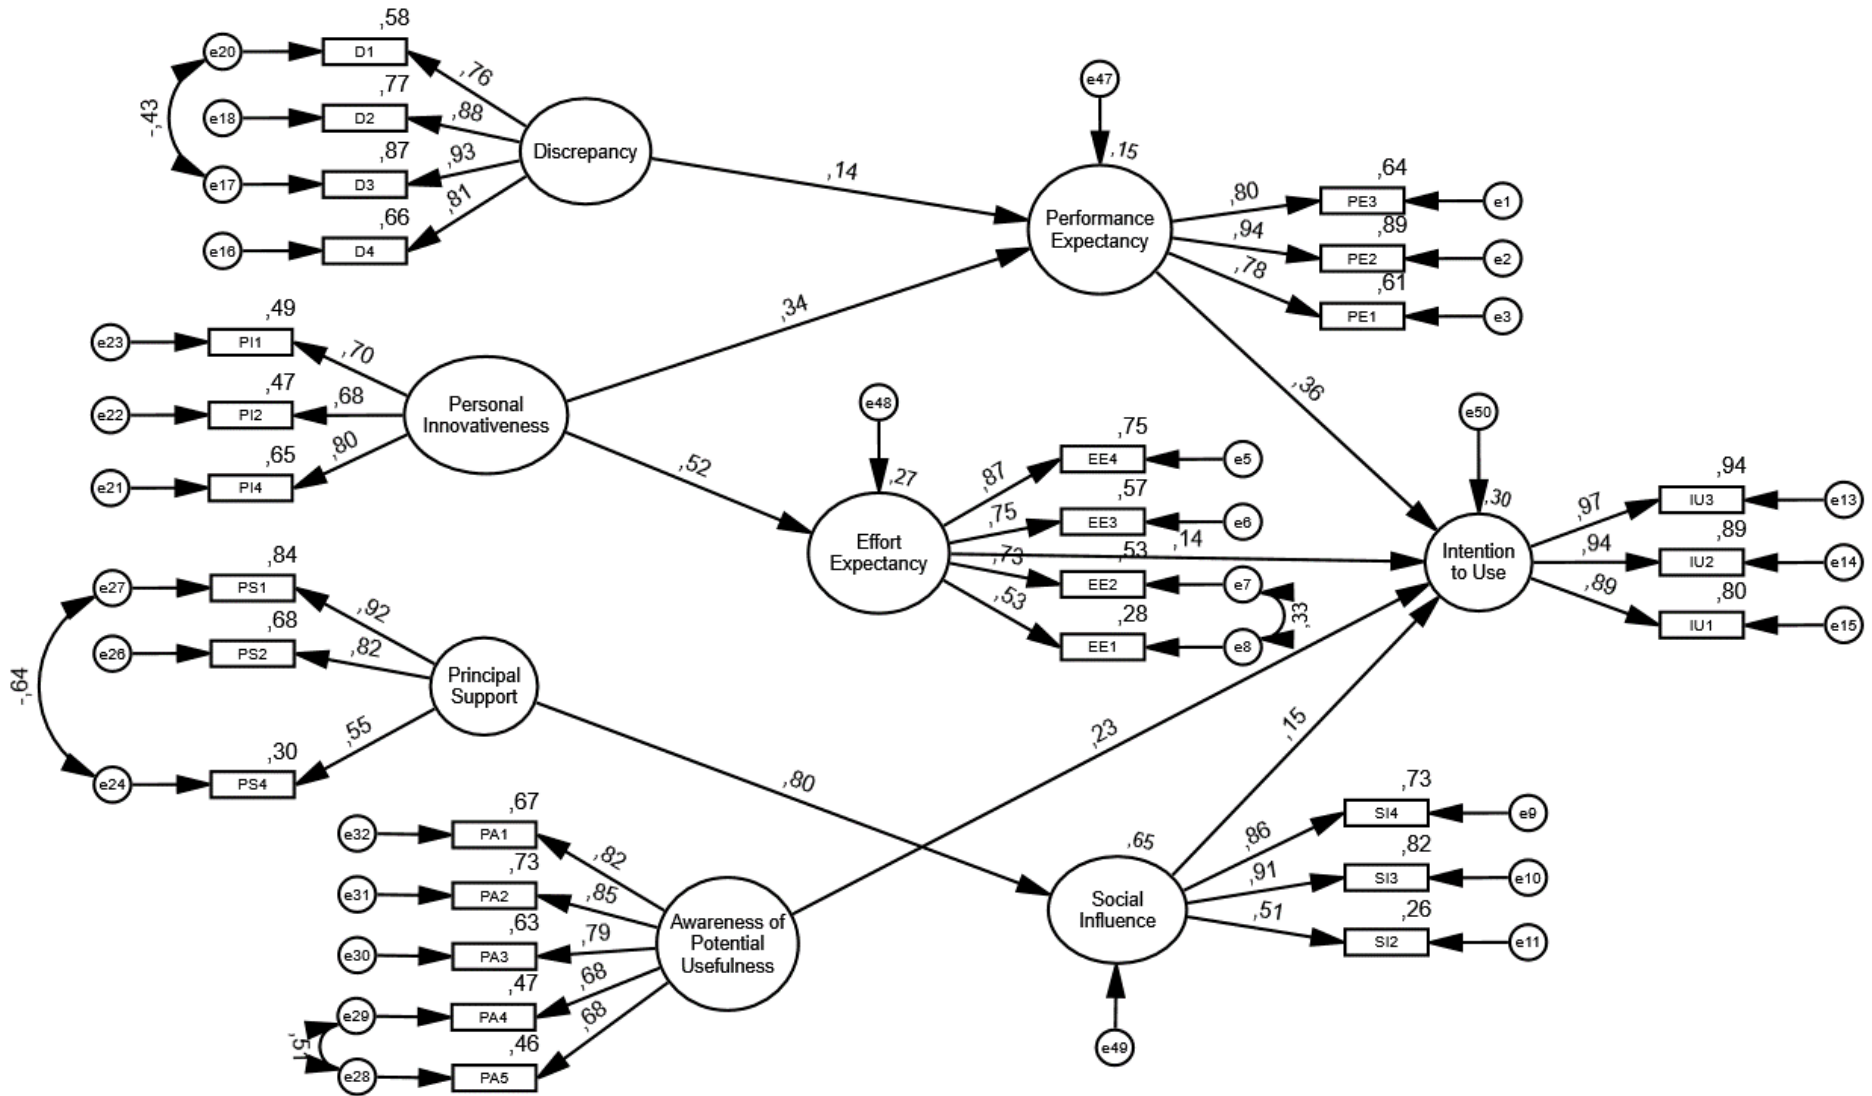 ,58
e20
D1
,76
,77
e18
D2
,88
-,43
,87
e17
D3
,93
,66
e16
D4
,81
Discrepancy
,14
e47
,15
Performance
Expectancy
,80
,64
PE3
e1
,94
,89
PE2
e2
,78
,61
PE1
e3
,49
e23
PI1
,70
,47
e22
PI2
,68
,65
e21
PI4
,80
Personal
Innovativeness
,34
,52
,36
e48
,27
Effort
Expectancy
,87
,75
EE4
e5
,75
,57
EE3
e6
,14
,73
,53
EE2
e7
,53
,28
EE1
e8
,33
e50
,30
Intention
to Use
,97
,94
IU3
e13
,94
,89
IU2
e14
,89
,80
IU1
e15
,84
e27
PS1
,92
,68
e26
PS2
,82
-,64
,30
e24
PS4
,55
Principal
Support
,80
,23
,15
,67
e32
PA1
,82
,73
e31
PA2
,85
,63
e30
PA3
,79
,47
e29
PA4
,68
,51
,46
e28
PA5
,68
Awareness of
Potential
Usefulness
,65
Social
Influence
,86
,73
SI4
e9
,91
,82
SI3
e10
,51
,26
SI2
e11
e49